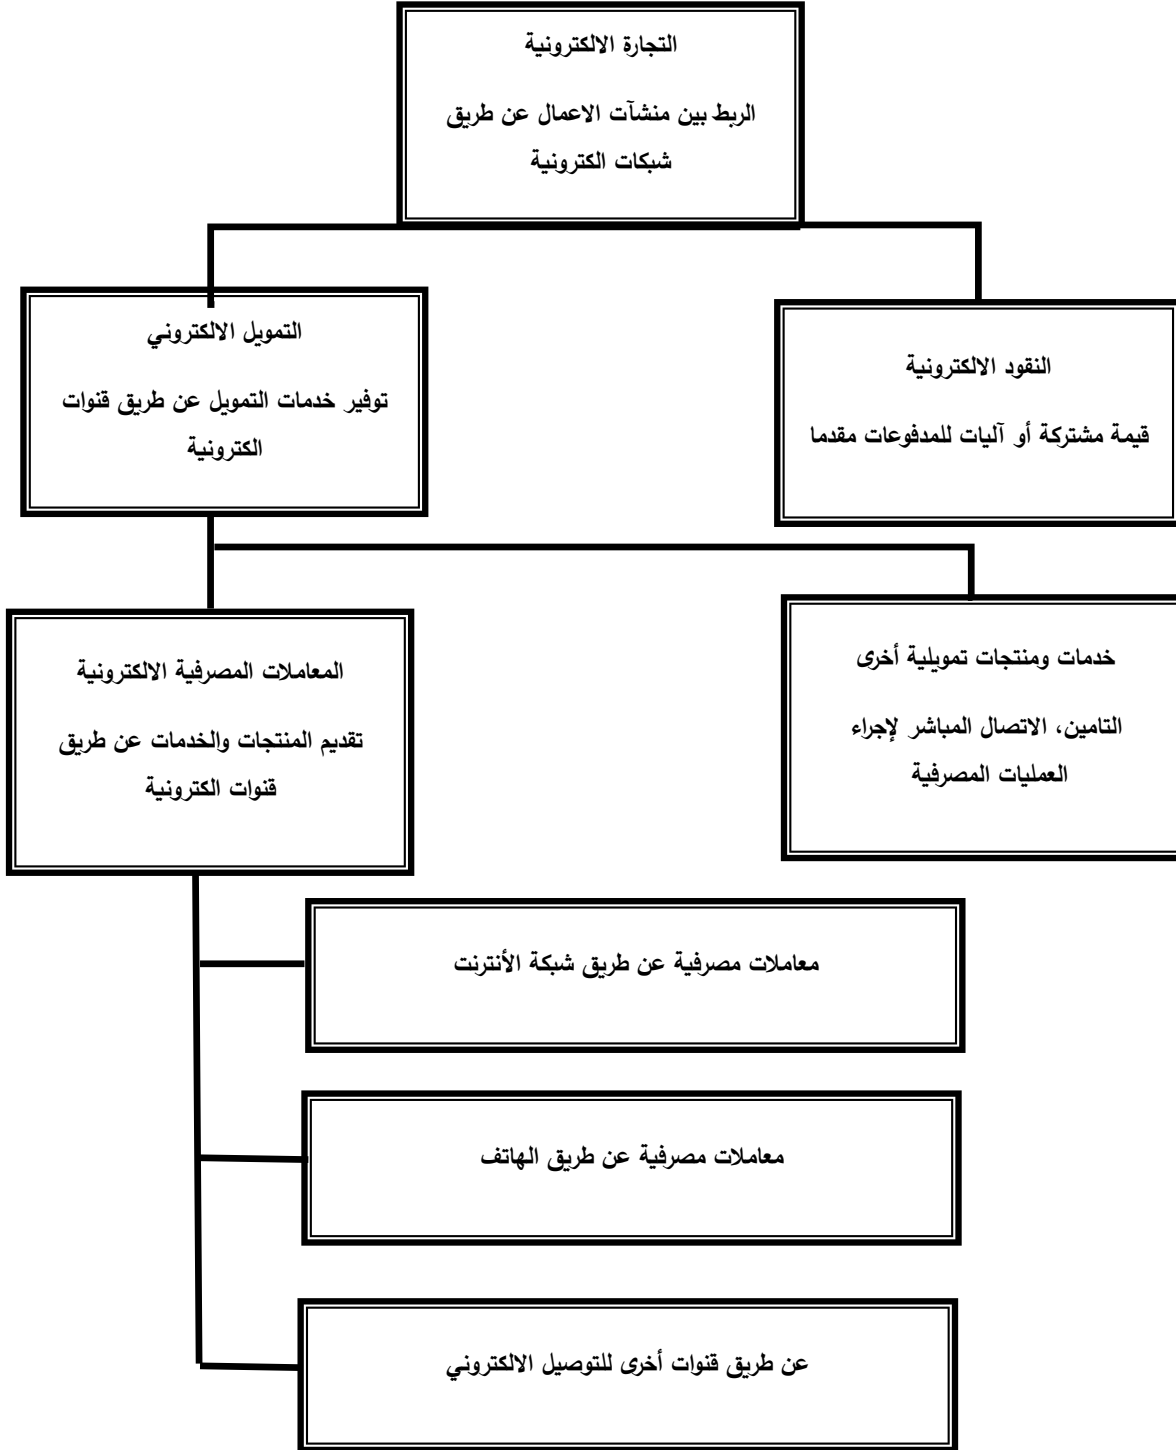 التجارة الالكترونية
الربط بين منشآت الاعمال عن طريق
شبكات الكترونية
النقود الالكترونية
قيمة مشتركة أو آليات للمدفوعات مقدما
التمويل الالكتروني
توفير خدمات التمويل عن طريق قنوات
الكترونية
خدمات ومنتجات تمويلية أخرى
التامين، الاتصال المباشر لإجراء
العمليات المصرفية
المعاملات المصرفية الالكترونية
تقديم المنتجات والخدمات عن طريق
قنوات الكترونية
معاملات مصرفية عن طريق شبكة الأنترنت
معاملات مصرفية عن طريق الهاتف
عن طريق قنوات أخرى للتوصيل الالكتروني